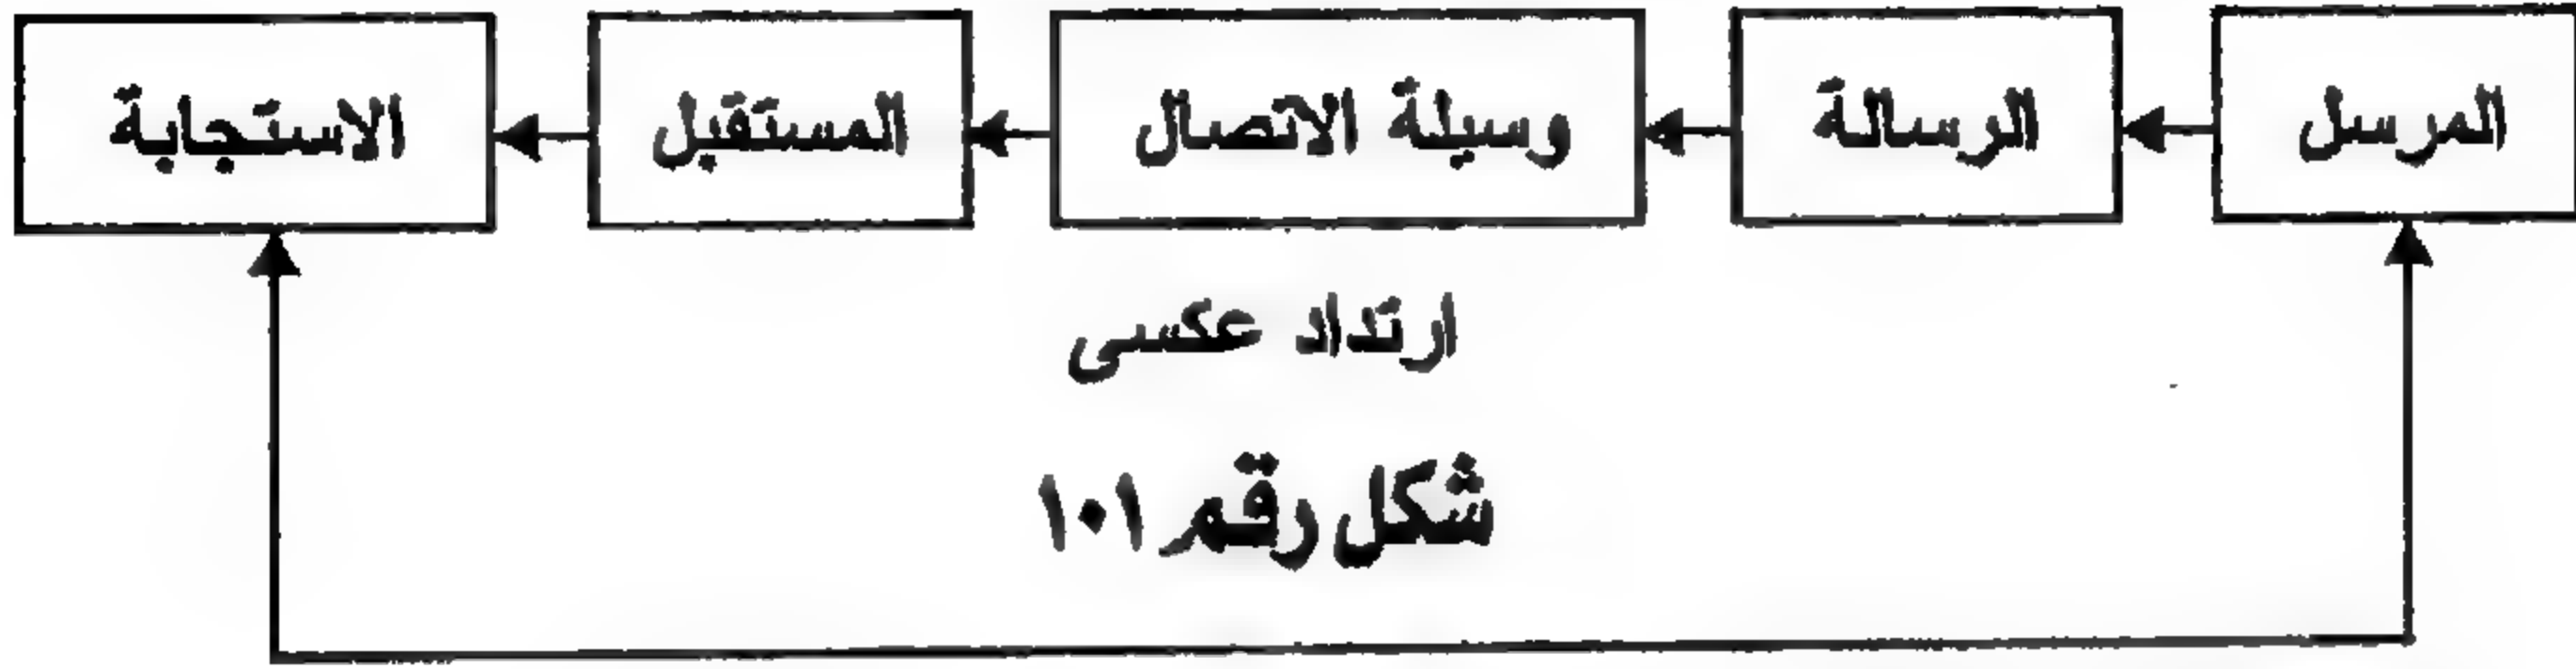 المرسل
الرسالة
وسيلة الاتصال
المستقبل
الاستجابة
ارتداد عكسى
شكل رقم ١٠١